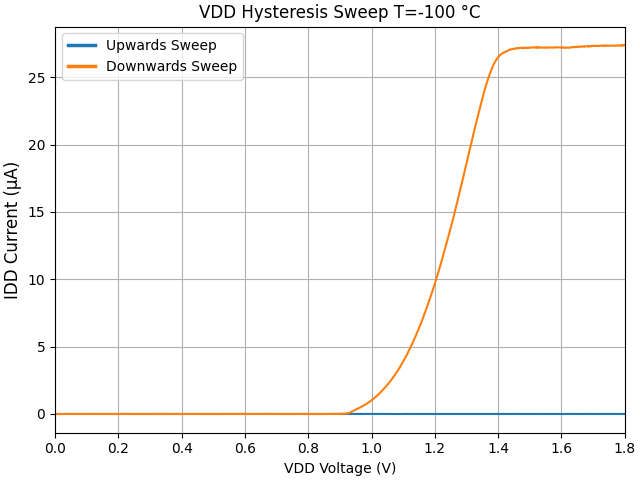 VDD Hysteresis Sweep T=-100 °C
Upwards Sweep
Downwards Sweep
IDD Current (μA)
25
20
15
10
5
0
0.0 0.2 0.4 0.6 0.8 1.0 1.2 1.4 1.6 1.8
VDD Voltage (V)